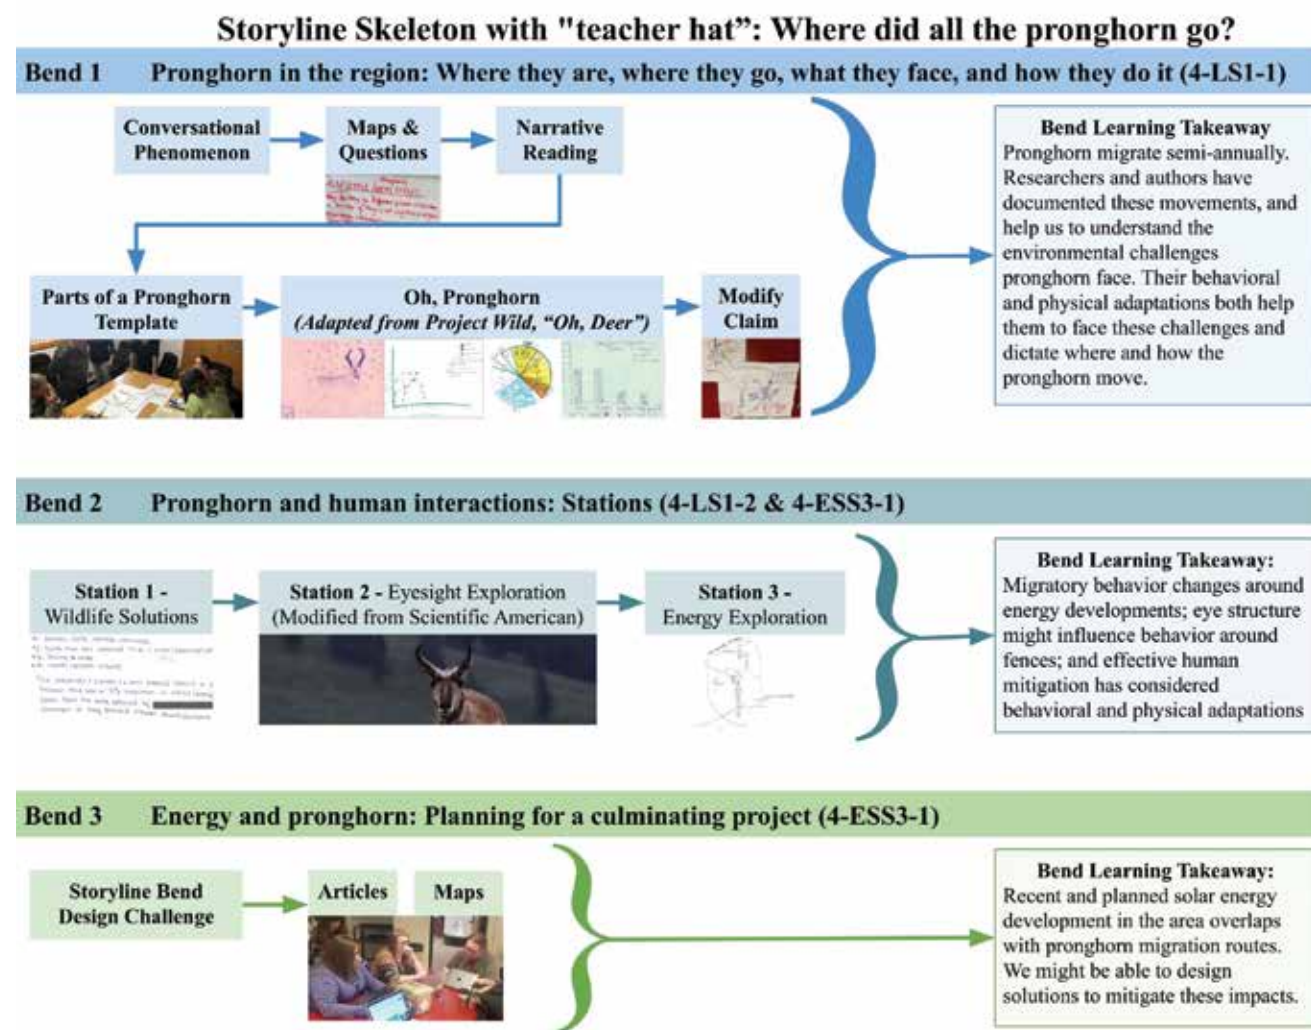 Storyline Skeleton with "teacher hat”: Where did all the pronghorn go?
Bend 1 Pronghorn in the region: Where they are, where they go, what they face, and how they do it (4-LS1-1)
Conversational
Phenomenon
Maps &
Questions
Narrative
Reading
Parts of a Pronghorn
Template
Oh, Pronghorn
(Adapted from Project Wild, “Oh, Deer”)
Modify
Claim
Bend Learning Takeaway
Pronghorn migrate semi-annually.
Researchers and authors have
documented these movements, and
help us to understand the
environmental challenges
pronghorn face. Their behavioral
and physical adaptations both help
them to face these challenges and
dictate where and how the
pronghorn move.
Bend 2 Pronghorn and human interactions: Stations (4-LS1-2 & 4-ESS3-1)
Station 1 -
Wildlife Solutions
Station 2 - Eyesight Exploration
(Modified from Scientific American)
Station 3 -
Energy Exploration
Bend Learning Takeaway:
Migratory behavior changes around
energy developments; eye structure
might influence behavior around
fences; and effective human
mitigation has considered
behavioral and physical adaptations
Bend 3 Energy and pronghorn: Planning for a culminating project (4-ESS3-1)
Storyline Bend
Design Challenge
Articles
Maps
Bend Learning Takeaway:
Recent and planned solar energy
development in the area overlaps
with pronghorn migration routes.
We might be able to design
solutions to mitigate these impacts.